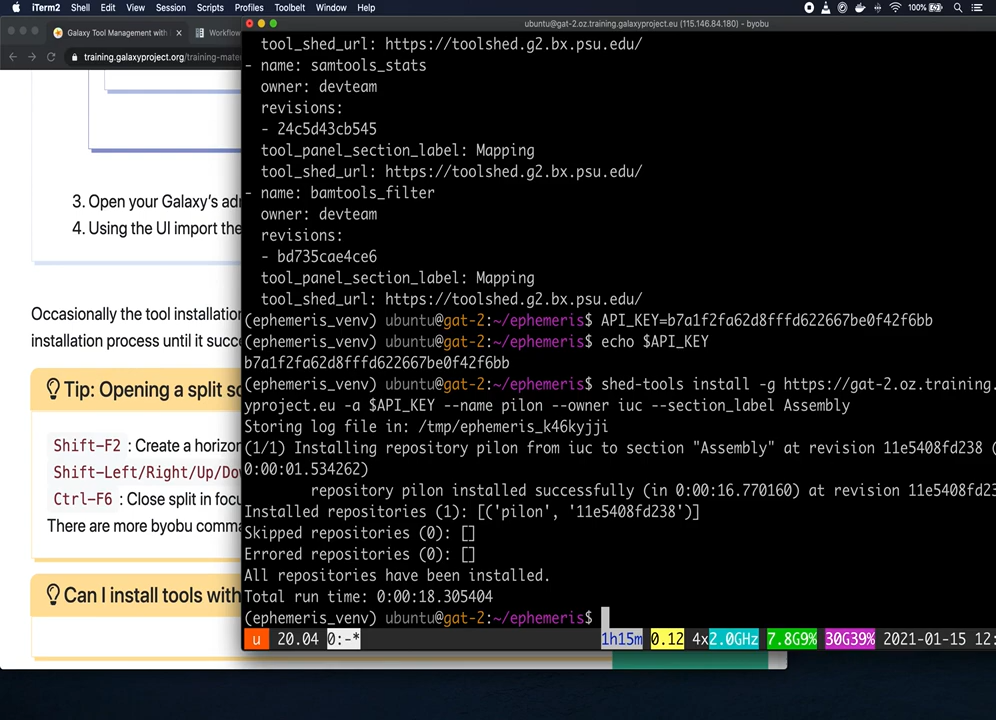 iTerm2 Shell Edit View Session Scripts Profiles Toolbelt Window Help 100%
Galaxy Tool Management with
Workflow
training.galaxyproject.org/training-mate
3. Open your Galaxy's adm
4. Using the UI import the
Occasionally the tool installation
installation process until it succe
Tip: Opening a split sc
Shift-F2 : Create a horizon
Shift-Left/Right/Up/Dow
Ctrl-F6 : Close split in focu
There are more byobu comma
Can I install tools with
ubuntu@gat-2.oz.training.galaxyproject.eu (115.146.84.180) - byobu
tool_shed_url: https://toolshed.g2.bx.psu.edu/
- name: samtools_stats
owner: devteam
revisions:
- 24c5d43cb545
tool_panel_section_label: Mapping
tool_shed_url: https://toolshed.g2.bx.psu.edu/
- name: bamtools_filter
owner: devteam
revisions:
- bd735cae4ce6
tool_panel_section_label: Mapping
tool_shed_url: https://toolshed.g2.bx.psu.edu/
(ephemeris_venv) ubuntu@gat-2:~/ephemeris$ API_KEY=b7a1f2fa62d8fffd622667be0f42f6bb
(ephemeris_venv) ubuntu@gat-2:~/ephemeris$ echo $API_KEY
b7a1f2fa62d8fffd622667be0f42f6bb
(ephemeris_venv) ubuntu@gat-2:~/ephemeris$ shed-tools install -g https://gat-2.oz.training.
yproject.eu -a $API_KEY --name pilon --owner iuc --section_label Assembly
Storing log file in: /tmp/ephemeris_k46kyjji
(1/1) Installing repository pilon from iuc to section "Assembly" at revision 11e5408fd238 (
0:00:01.534262)
repository pilon installed successfully (in 0:00:16.770160) at revision 11e5408fd23
Installed repositories (1): [('pilon', '11e5408fd238')]
Skipped repositories (0): []
Errored repositories (0): []
All repositories have been installed.
Total run time: 0:00:18.305404
(ephemeris_venv) ubuntu@gat-2:~/ephemeris$
u 20.04 0:-* 1h15m 0.12 4x2.0GHz 7.8G9% 30G39% 2021-01-15 12: